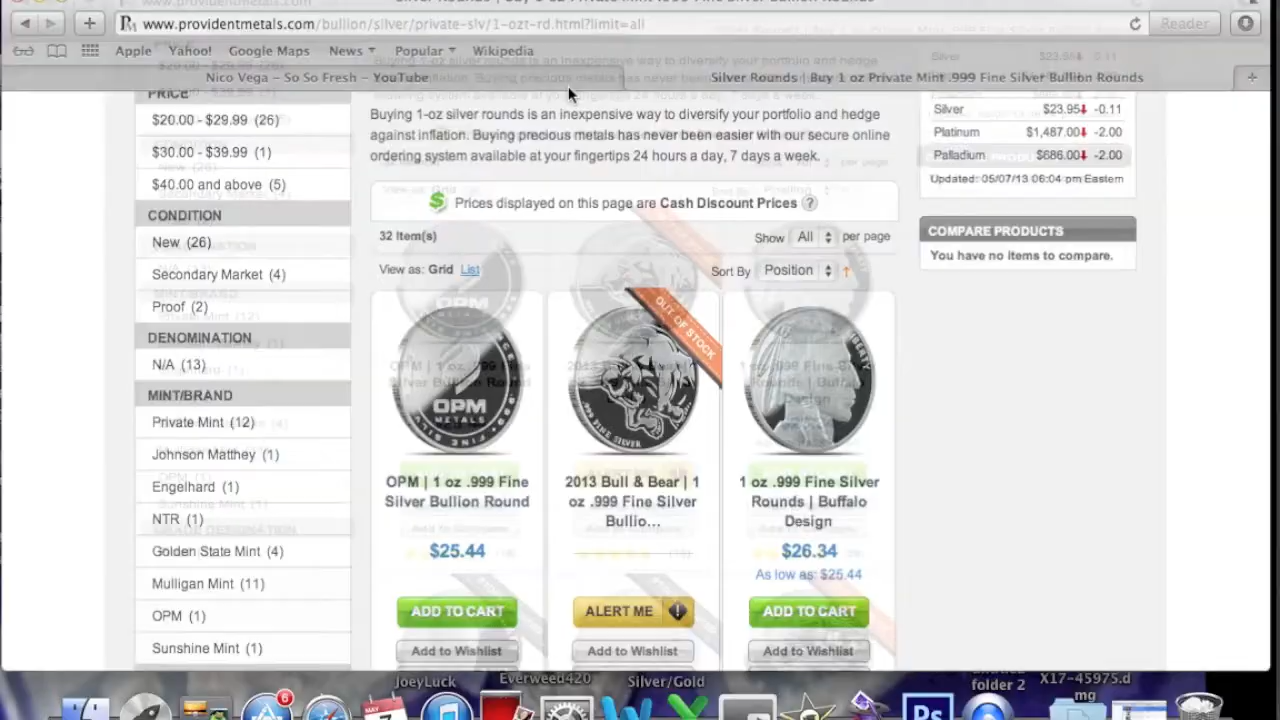 www.providentmetals.com/bullion/silver/private-slv/1-ozt-rd.html?limit=all
Reader
Apple Yahoo! Google Maps News Popular Wikipedia
Nico Vega – So So Fresh – YouTube
Silver Rounds | Buy 1 oz Private Mint .999 Fine Silver Bullion Rounds
PRICE
$20.00 - $29.99 (26)
$30.00 - $39.99 (1)
$40.00 and above (5)
CONDITION
New (26)
Secondary Market (4)
Proof (2)
DENOMINATION
N/A (13)
MINT/BRAND
Private Mint (12)
Johnson Matthey (1)
Engelhard (1)
NTR (1)
Golden State Mint (4)
Mulligan Mint (11)
OPM (1)
Sunshine Mint (1)
Buying 1-oz silver rounds is an inexpensive way to diversify your portfolio and hedge
against inflation. Buying precious metals has never been easier with our secure online
ordering system available at your fingertips 24 hours a day, 7 days a week.
$ Prices displayed on this page are Cash Discount Prices ?
32 Item(s)
Show All per page
View as: Grid List
Sort By Position
OPM
METALS
OUT OF STOCK
.999 FINE SILVER
LIBERTY
OPM | 1 oz .999 Fine
Silver Bullion Round
$25.44
ADD TO CART
Add to Wishlist
2013 Bull & Bear | 1
oz .999 Fine Silver
Bullio...
ALERT ME
Add to Wishlist
1 oz .999 Fine Silver
Rounds | Buffalo
Design
$26.34
As low as: $25.44
ADD TO CART
Add to Wishlist
Silver $23.95 -0.11
Platinum $1,487.00 -2.00
Palladium $686.00 -2.00
Updated: 05/07/13 06:04 pm Eastern
COMPARE PRODUCTS
You have no items to compare.
JoeyLuck
Everweed420
Silver/Gold
folder 2
X17-45975.d
mg
6
7
Ps